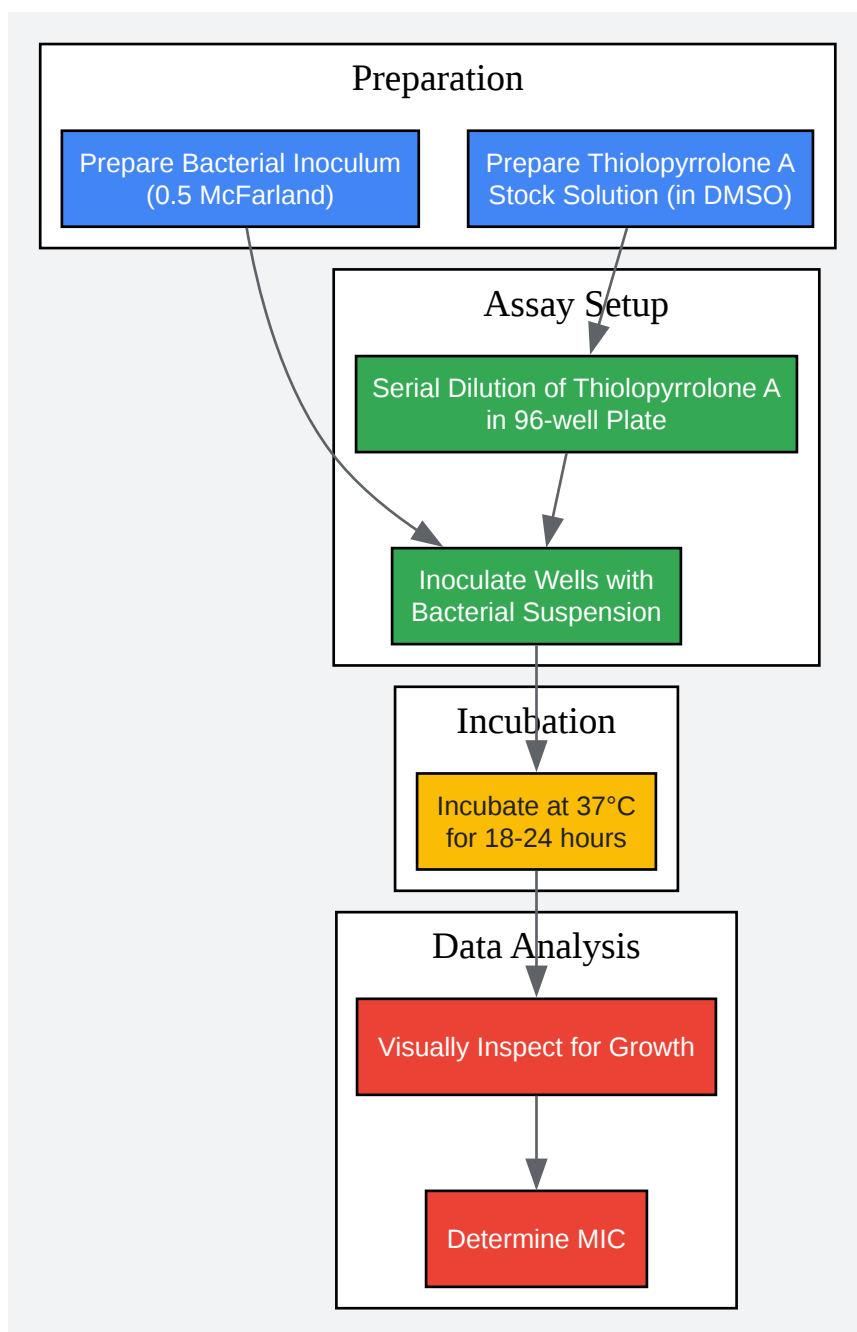 Preparation
Prepare Bacterial Inoculum
(0.5 McFarland)
Prepare Thiolopyrrolone A
Stock Solution (in DMSO)
Assay Setup
Serial Dilution of Thiolopyrrolone A
in 96-well Plate
Inoculate Wells with
Bacterial Suspension
Incubation
Incubate at 37°C
for 18-24 hours
Data Analysis
Visually Inspect for Growth
Determine MIC